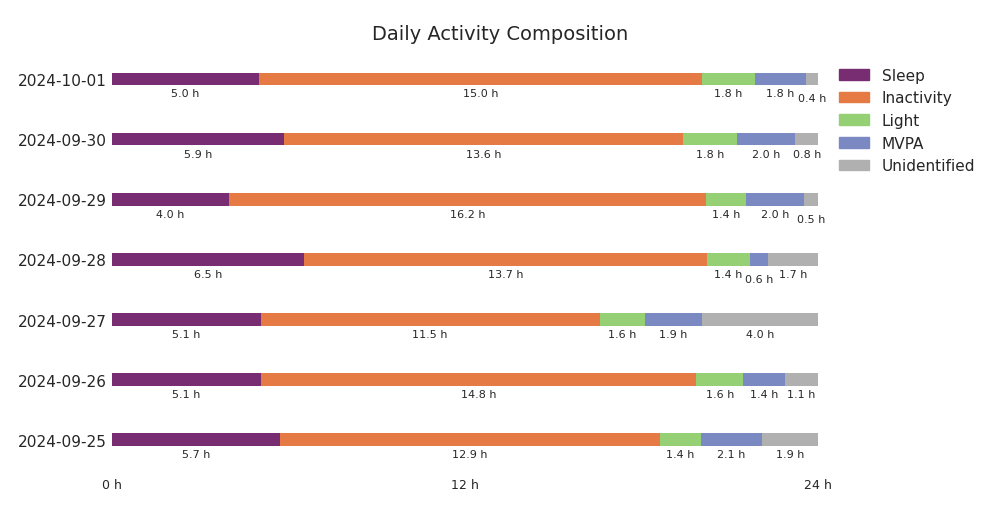 Daily Activity Composition
2024-10-01
5.0 h 15.0 h 1.8 h 1.8 h 0.4 h
2024-09-30
5.9 h 13.6 h 1.8 h 2.0 h 0.8 h
2024-09-29
4.0 h 16.2 h 1.4 h 2.0 h 0.5 h
2024-09-28
6.5 h 13.7 h 1.4 h 0.6 h 1.7 h
2024-09-27
5.1 h 11.5 h 1.6 h 1.9 h 4.0 h
2024-09-26
5.1 h 14.8 h 1.6 h 1.4 h 1.1 h
2024-09-25
5.7 h 12.9 h 1.4 h 2.1 h 1.9 h
0 h 12 h 24 h
Sleep
Inactivity
Light
MVPA
Unidentified